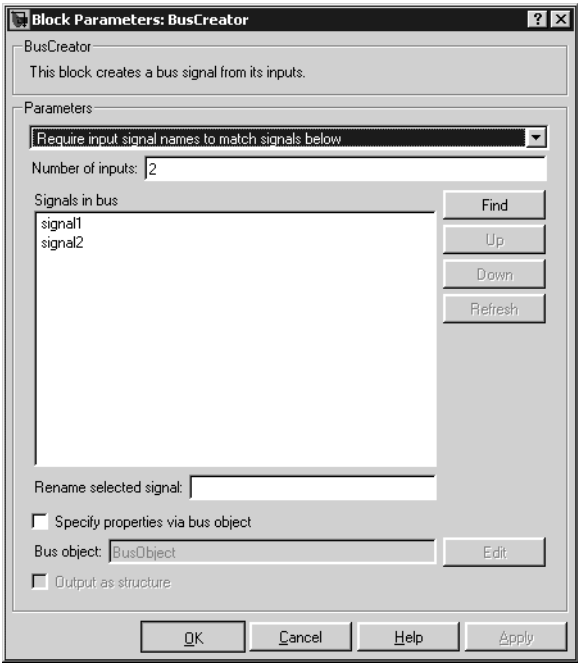 Block Parameters: BusCreator
BusCreator
This block creates a bus signal from its inputs.
Parameters
Require input signal names to match signals below
Number of inputs: 2
Signals in bus
signal1
signal2
Find
Up
Down
Refresh
Rename selected signal:
Specify properties via bus object
Bus object: BusObject Edit
Output as structure
OK Cancel Help Apply